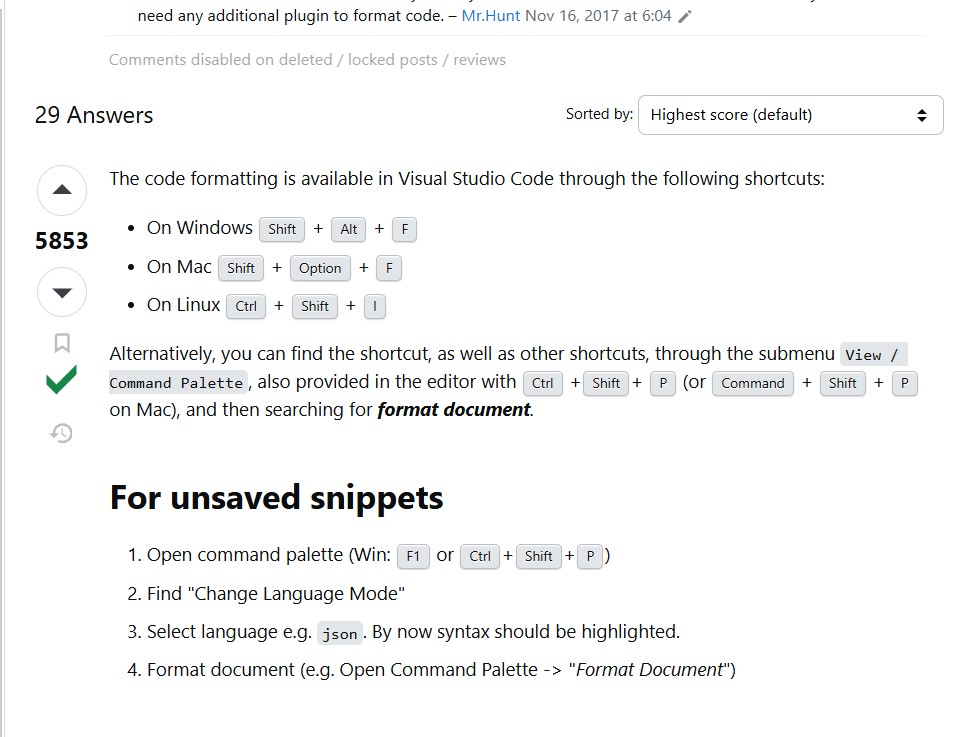 need any additional plugin to format code. – Mr.Hunt Nov 16, 2017 at 6:04
Comments disabled on deleted / locked posts / reviews
29 Answers
Sorted by: Highest score (default)
5853
The code formatting is available in Visual Studio Code through the following shortcuts:
• On Windows Shift + Alt + F
• On Mac Shift + Option + F
• On Linux Ctrl + Shift + I
Alternatively, you can find the shortcut, as well as other shortcuts, through the submenu View /
Command Palette, also provided in the editor with Ctrl + Shift + P (or Command + Shift + P
on Mac), and then searching for format document.
For unsaved snippets
1. Open command palette (Win: F1 or Ctrl + Shift + P)
2. Find "Change Language Mode"
3. Select language e.g. json. By now syntax should be highlighted.
4. Format document (e.g. Open Command Palette -> "Format Document")